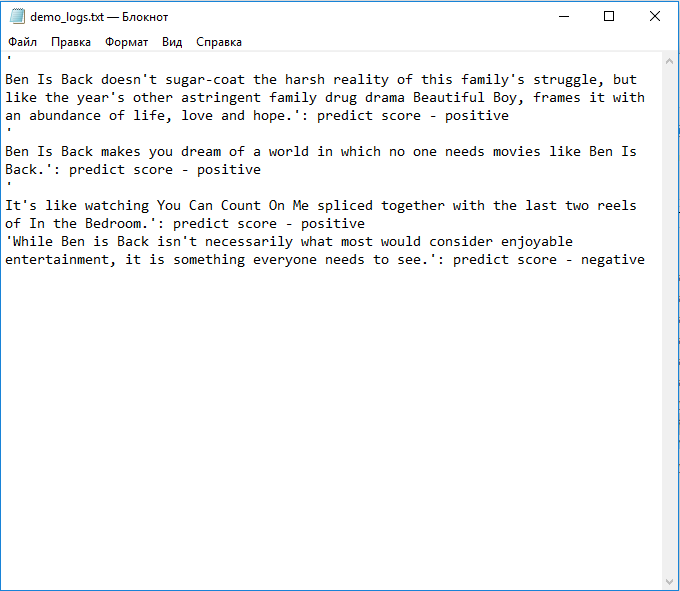 demo_logs.txt — Блокнот
Файл Правка Формат Вид Справка
'
Ben Is Back doesn't sugar-coat the harsh reality of this family's struggle, but
like the year's other astringent family drug drama Beautiful Boy, frames it with
an abundance of life, love and hope.': predict score - positive
'
Ben Is Back makes you dream of a world in which no one needs movies like Ben Is
Back.': predict score - positive
'
It's like watching You Can Count On Me spliced together with the last two reels
of In the Bedroom.': predict score - positive
'While Ben is Back isn't necessarily what most would consider enjoyable
entertainment, it is something everyone needs to see.': predict score - negative